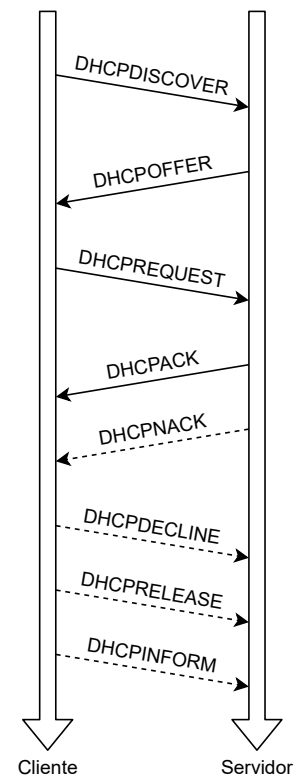 DHCPDISCOVER
DHCPOFFER
DHCPREQUEST
DHCPACK
DHCPNACK
DHCPDECLINE
DHCPRELEASE
DHCPINFORM
Cliente
Servidor